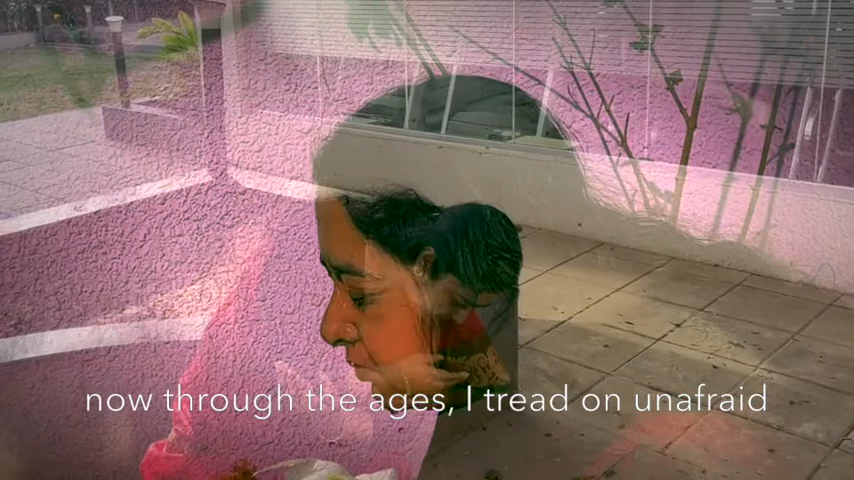 now through the ages, I tread on unafraid